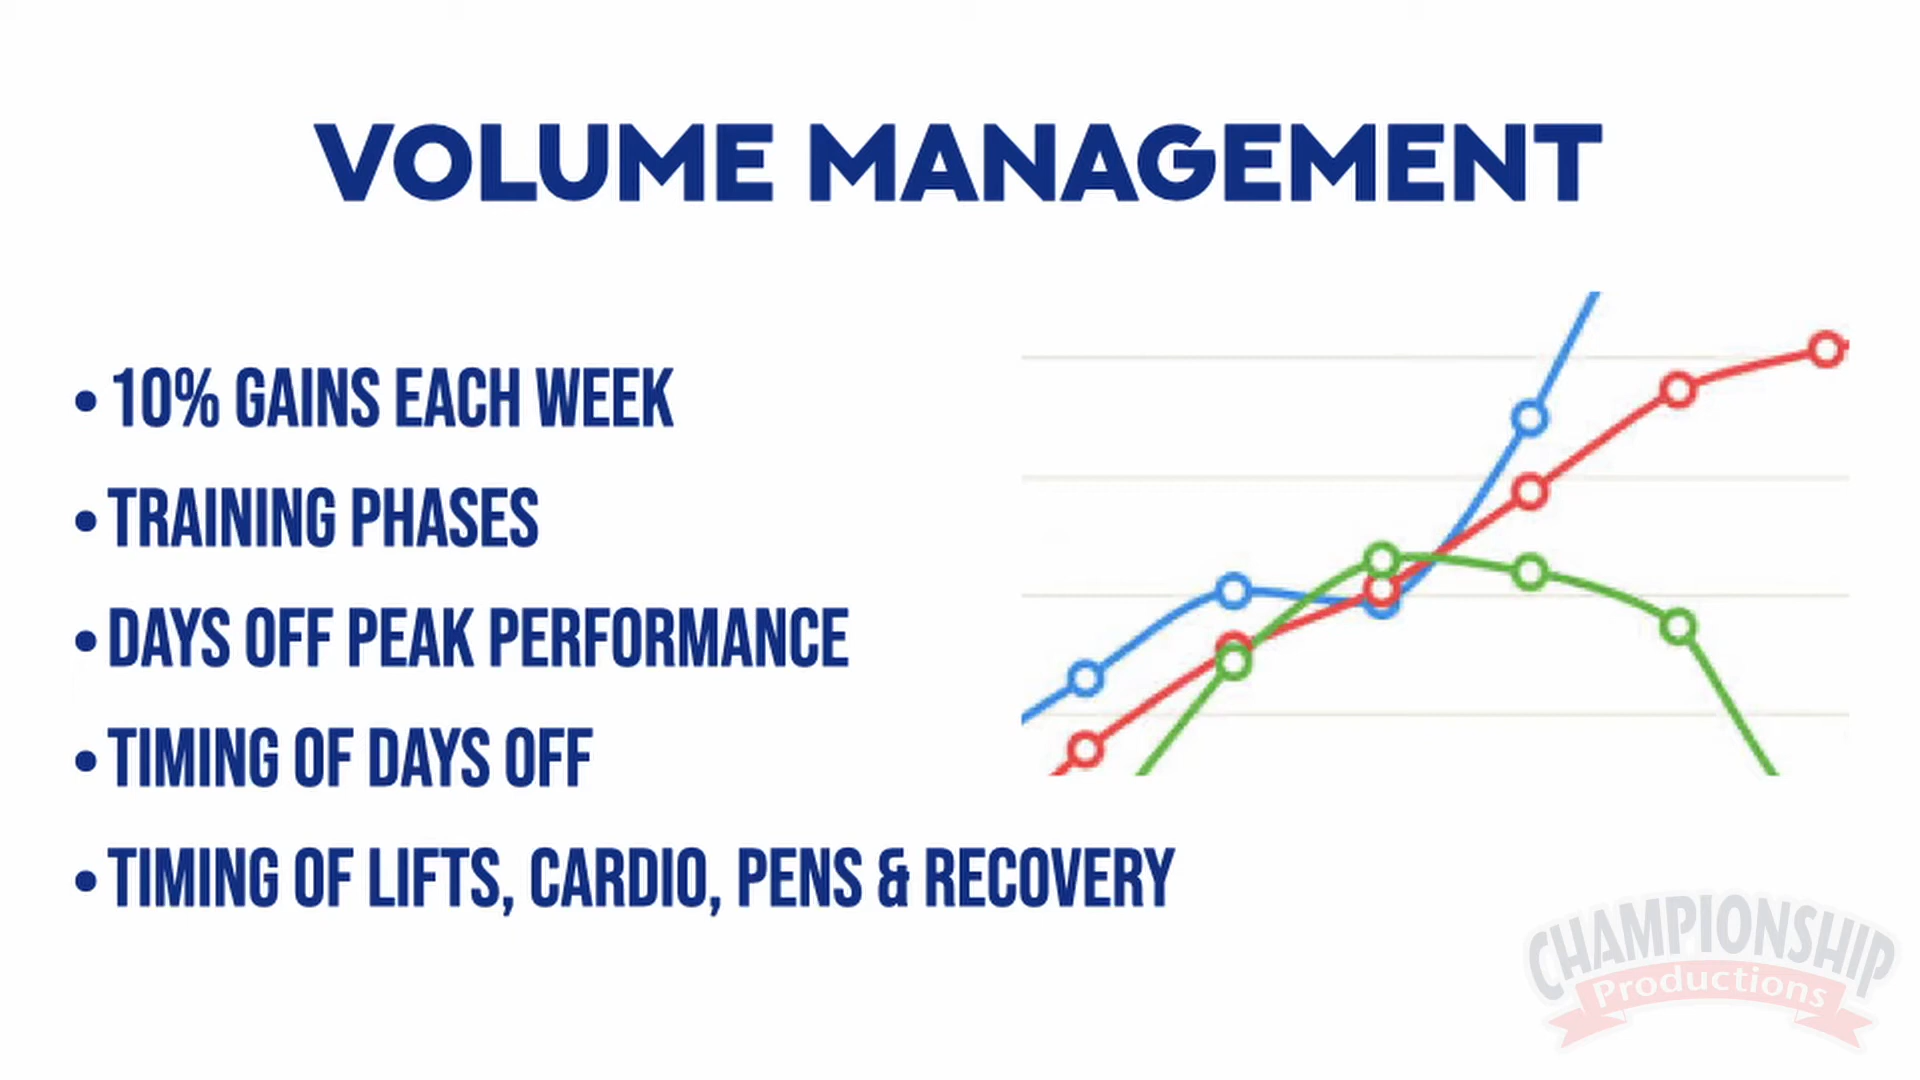 VOLUME MANAGEMENT
• 10% GAINS EACH WEEK
• TRAINING PHASES
• DAYS OFF PEAK PERFORMANCE
• TIMING OF DAYS OFF
• TIMING OF LIFTS, CARDIO, PENS & RECOVERY
CHAMPIONSHIP
Productions